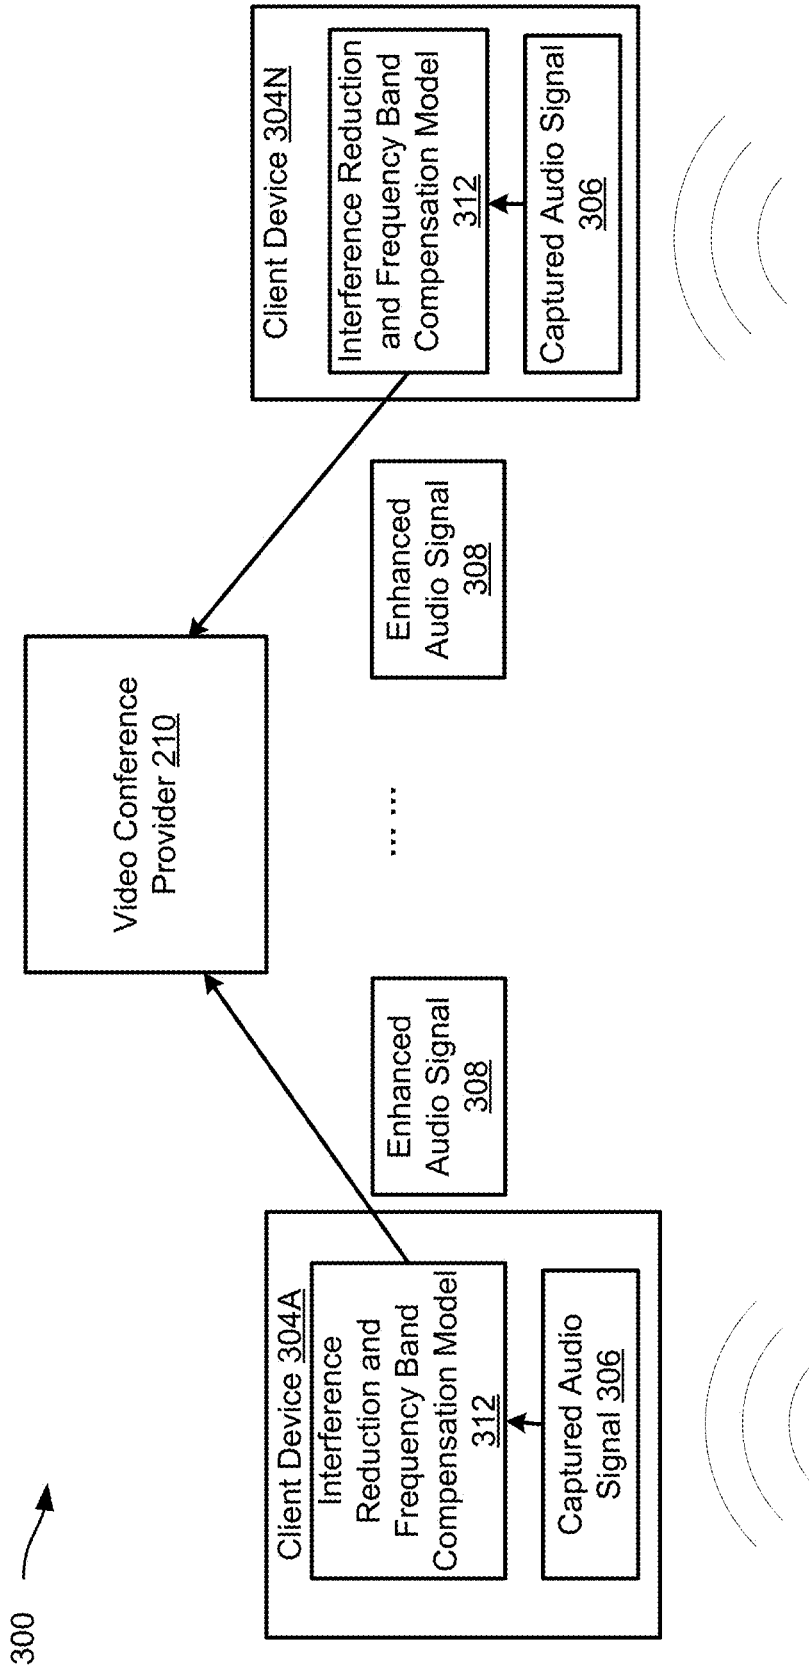 300
Video Conference
Provider 210
Client Device 304A
Interference
Reduction and
Frequency Band
Compensation Model
312
Captured Audio
Signal 306
Enhanced
Audio Signal
308
... ...
Enhanced
Audio Signal
308
Client Device 304N
Interference Reduction
and Frequency Band
Compensation Model
312
Captured Audio Signal
306